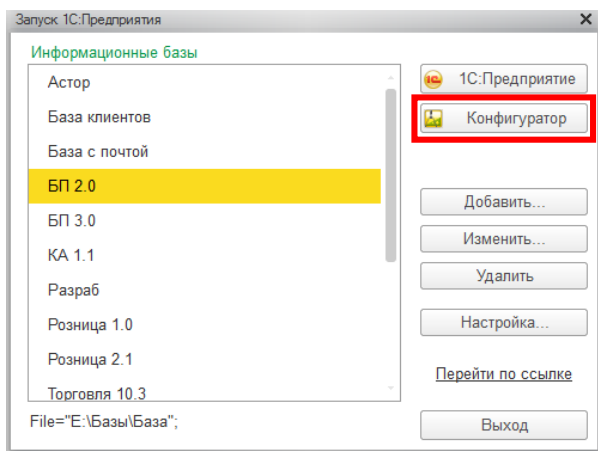 Запуск 1С:Предприятия
Информационные базы
Астор
База клиентов
База с почтой
БП 2.0
БП 3.0
КА 1.1
Разраб
Розница 1.0
Розница 2.1
Торговля 10.3
File="E:\Базы\База";
1С:Предприятие
Конфигуратор
Добавить...
Изменить...
Удалить
Настройка...
Перейти по ссылке
Выход